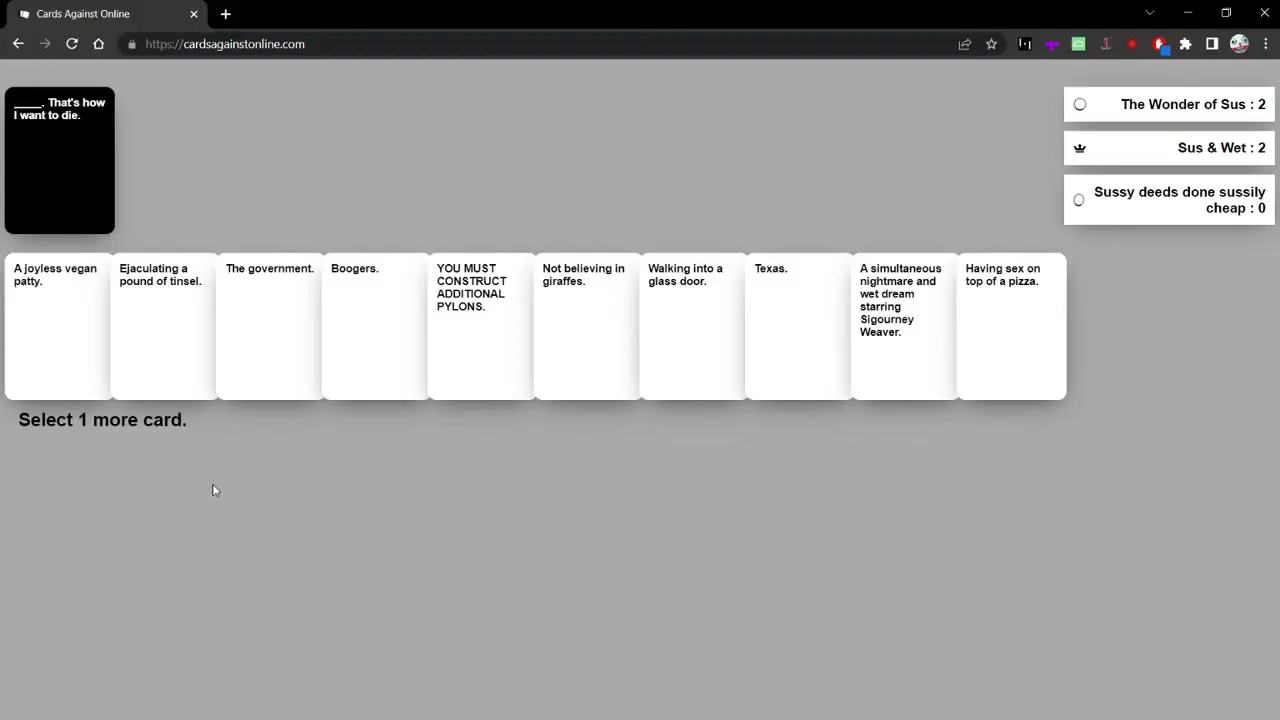 Cards Against Online
https://cardsagainstonline.com
____. That's how
I want to die.
The Wonder of Sus : 2
Sus & Wet : 2
Sussy deeds done sussily
cheap : 0
A joyless vegan
patty.
Ejaculating a
pound of tinsel.
The government.
Boogers.
YOU MUST
CONSTRUCT
ADDITIONAL
PYLONS.
Not believing in
giraffes.
Walking into a
glass door.
Texas.
A simultaneous
nightmare and
wet dream
starring
Sigourney
Weaver.
Having sex on
top of a pizza.
Select 1 more card.